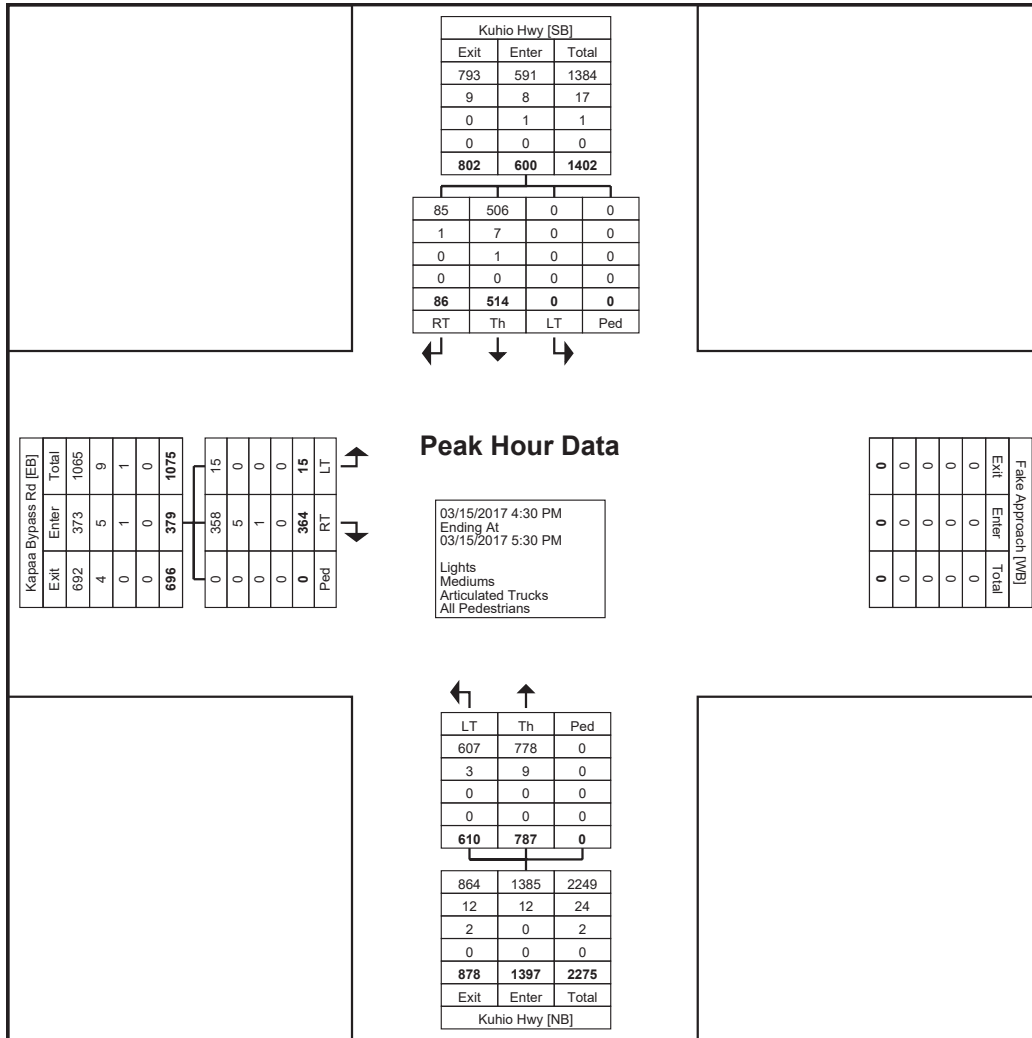 Kuhio Hwy [SB]
Exit Enter Total
793 591 1384
9 8 17
0 1 1
0 0 0
802 600 1402
85 506 0 0
1 7 0 0
0 1 0 0
0 0 0 0
86 514 0 0
RT Th LT Ped
Kapaa Bypass Rd [EB]
Total 1065 9 1 0 1075
Enter 373 5 1 0 379
Exit 692 4 0 0 696
15 0 0 0 15 LT
358 5 1 0 364 RT
0 0 0 0 0 Ped
Peak Hour Data
03/15/2017 4:30 PM
Ending At
03/15/2017 5:30 PM
Lights
Mediums
Articulated Trucks
All Pedestrians
Fake Approach [WB]
Exit 0 0 0 0 0
Enter 0 0 0 0 0
Total 0 0 0 0 0
LT Th Ped
607 778 0
3 9 0
0 0 0
0 0 0
610 787 0
864 1385 2249
12 12 24
2 0 2
0 0 0
878 1397 2275
Exit Enter Total
Kuhio Hwy [NB]